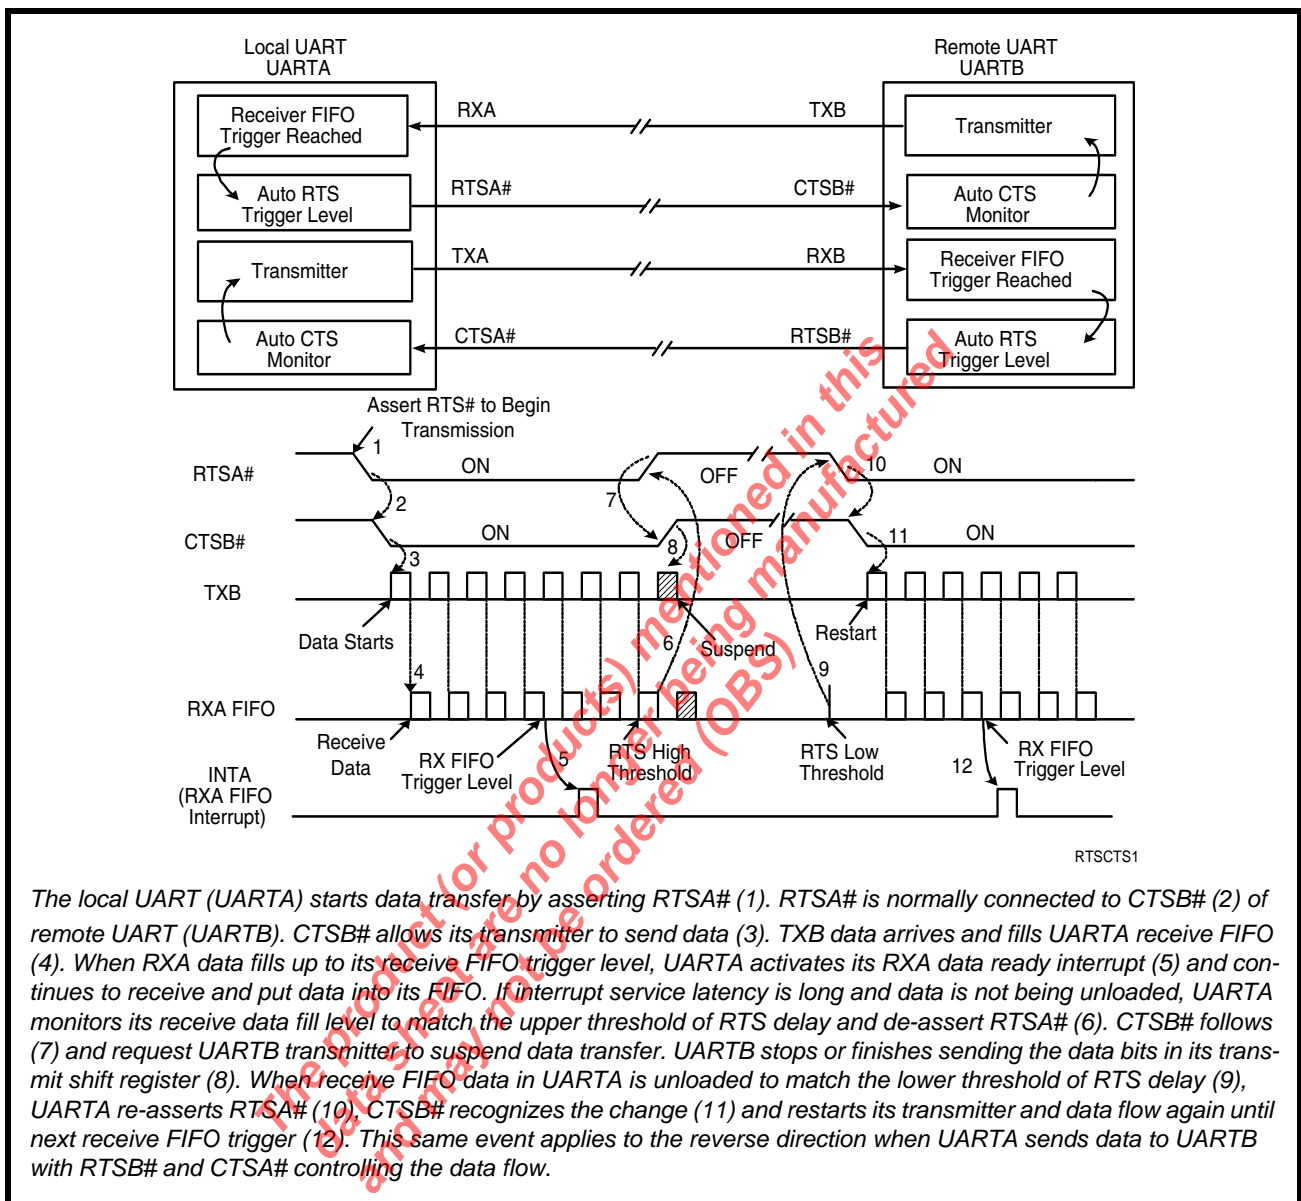 Local UART
UARTA
Remote UART
UARTB
Receiver FIFO
Trigger Reached
RXA
TXB
Transmitter
Auto RTS
Trigger Level
RTSA#
CTSB#
Auto CTS
Monitor
Transmitter
TXA
RXB
Receiver FIFO
Trigger Reached
Auto CTS
Monitor
CTSA#
RTSB#
Auto RTS
Trigger Level
Assert RTS# to Begin
Transmission
1
RTSA#
ON
OFF
10
ON
2
7
CTSB#
ON
8
OFF
11
ON
3
TXB
Data Starts
6
Suspend
Restart
4
9
RXA FIFO
Receive
Data
RX FIFO
Trigger Level
5
RTS High
Threshold
RTS Low
Threshold
12
RX FIFO
Trigger Level
INTA
(RXA FIFO
Interrupt)
RTSCTS1
The local UART (UARTA) starts data transfer by asserting RTSA# (1). RTSA# is normally connected to CTSB# (2) of
remote UART (UARTB). CTSB# allows its transmitter to send data (3). TXB data arrives and fills UARTA receive FIFO
(4). When RXA data fills up to its receive FIFO trigger level, UARTA activates its RXA data ready interrupt (5) and con-
tinues to receive and put data into its FIFO. If interrupt service latency is long and data is not being unloaded, UARTA
monitors its receive data fill level to match the upper threshold of RTS delay and de-assert RTSA# (6). CTSB# follows
(7) and request UARTB transmitter to suspend data transfer. UARTB stops or finishes sending the data bits in its trans-
mit shift register (8). When receive FIFO data in UARTA is unloaded to match the lower threshold of RTS delay (9),
UARTA re-asserts RTSA# (10), CTSB# recognizes the change (11) and restarts its transmitter and data flow again until
next receive FIFO trigger (12). This same event applies to the reverse direction when UARTA sends data to UARTB
with RTSB# and CTSA# controlling the data flow.
The product (or products) mentioned in this
data sheet are no longer being manufactured
and may not be ordered (OBS)